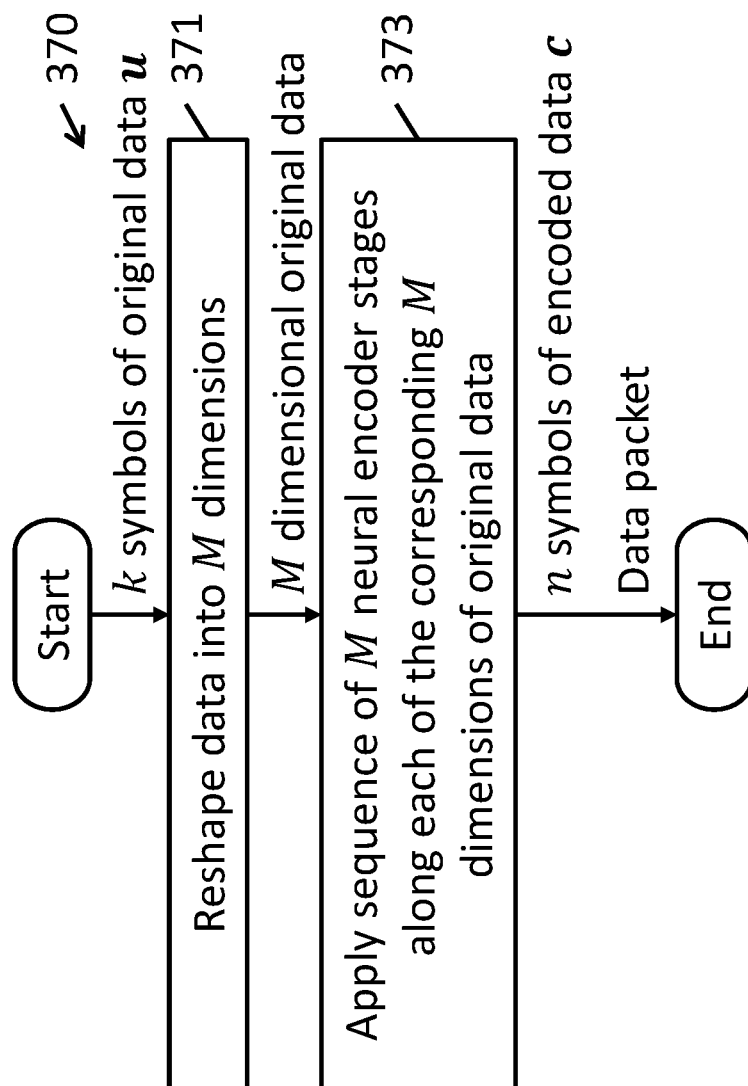 370
Start
k symbols of original data u
371
Reshape data into M dimensions
M dimensional original data
373
Apply sequence of M neural encoder stages
along each of the corresponding M
dimensions of original data
n symbols of encoded data c
Data packet
End